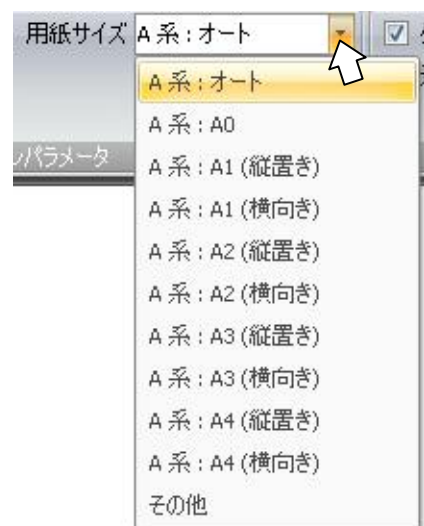 用紙サイズ A 系 : オート
A 系 : オート
A 系 : A0
パラメータ
A 系 : A1 (縦置き)
A 系 : A1 (横向き)
A 系 : A2 (縦置き)
A 系 : A2 (横向き)
A 系 : A3 (縦置き)
A 系 : A3 (横向き)
A 系 : A4 (縦置き)
A 系 : A4 (横向き)
その他